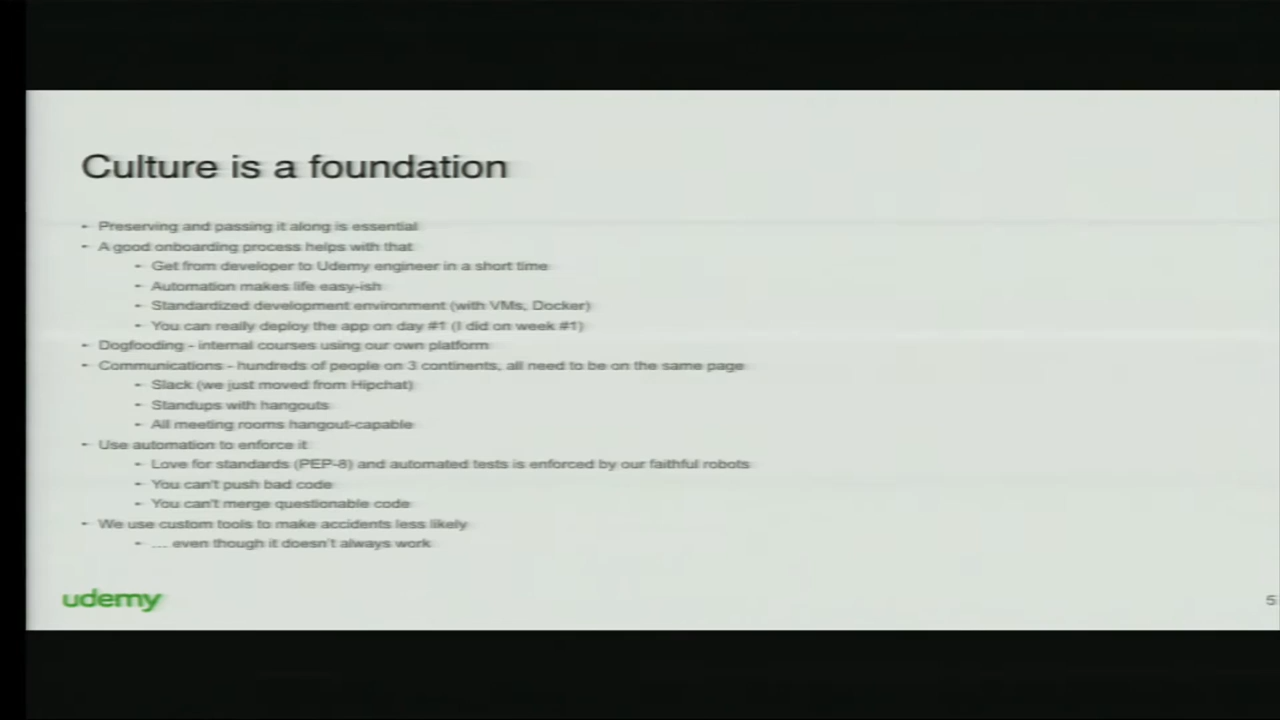 Culture is a foundation
- Preserving and passing it along is essential
- A good onboarding process helps with that
- Get from developer to Udemy engineer in a short time
- Automation makes life easy-ish
- Standardized development environment (with VMs, Docker)
- You can really deploy the app on day #1 (I did on week #1)
- Dogfooding - internal courses using our own platform
- Communications - hundreds of people on 3 continents, all need to be on the same page
- Slack (we just moved from Hipchat)
- Standups with hangouts
- All meeting rooms hangout-capable
- Use automation to enforce it
- Love for standards (PEP-8) and automated tests is enforced by our faithful robots
- You can't push bad code
- You can't merge questionable code
- We use custom tools to make accidents less likely
- ... even though it doesn't always work
udemy
5